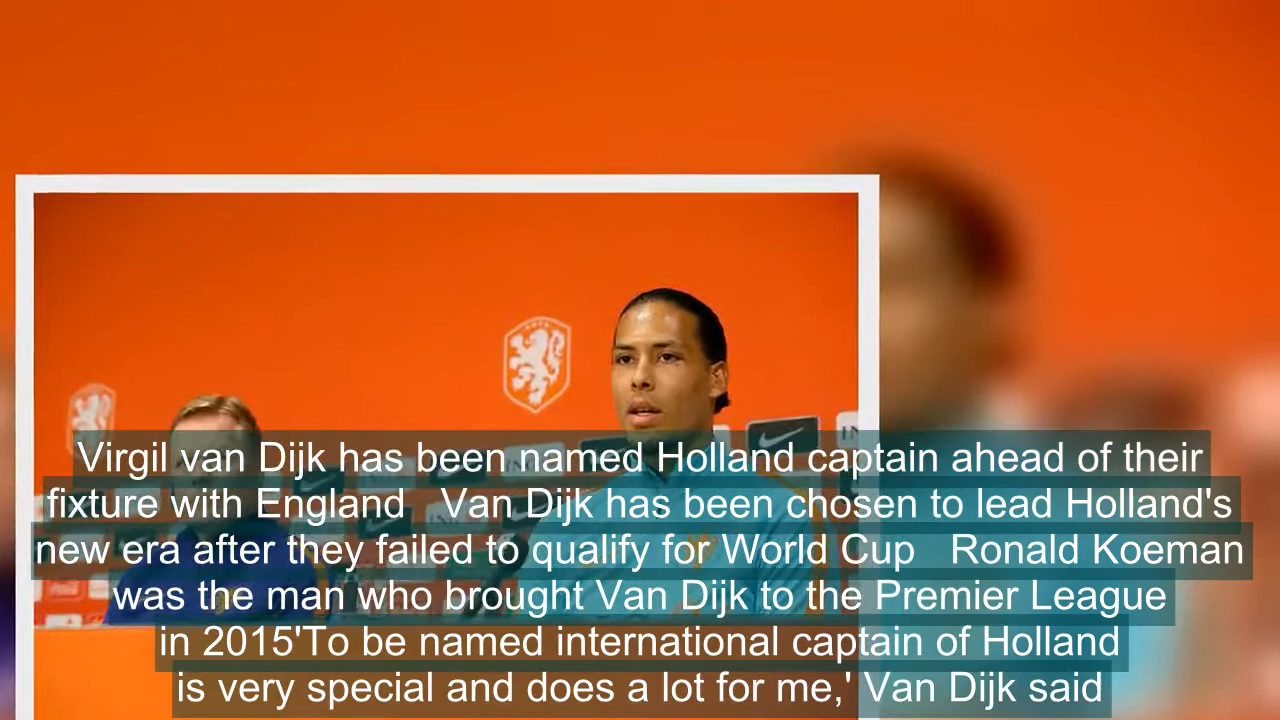 Virgil van Dijk has been named Holland captain ahead of their
fixture with England   Van Dijk has been chosen to lead Holland's
new era after they failed to qualify for World Cup   Ronald Koeman
was the man who brought Van Dijk to the Premier League
in 2015'To be named international captain of Holland
is very special and does a lot for me,' Van Dijk said